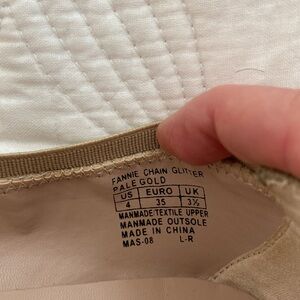 FANNIE CHAIN GLITTER
PALE GOLD
US EURO UK
4 35 3½
MANMADE/TEXTILE UPPER
MANMADE OUTSOLE
MADE IN CHINA
MAS-08 L-R